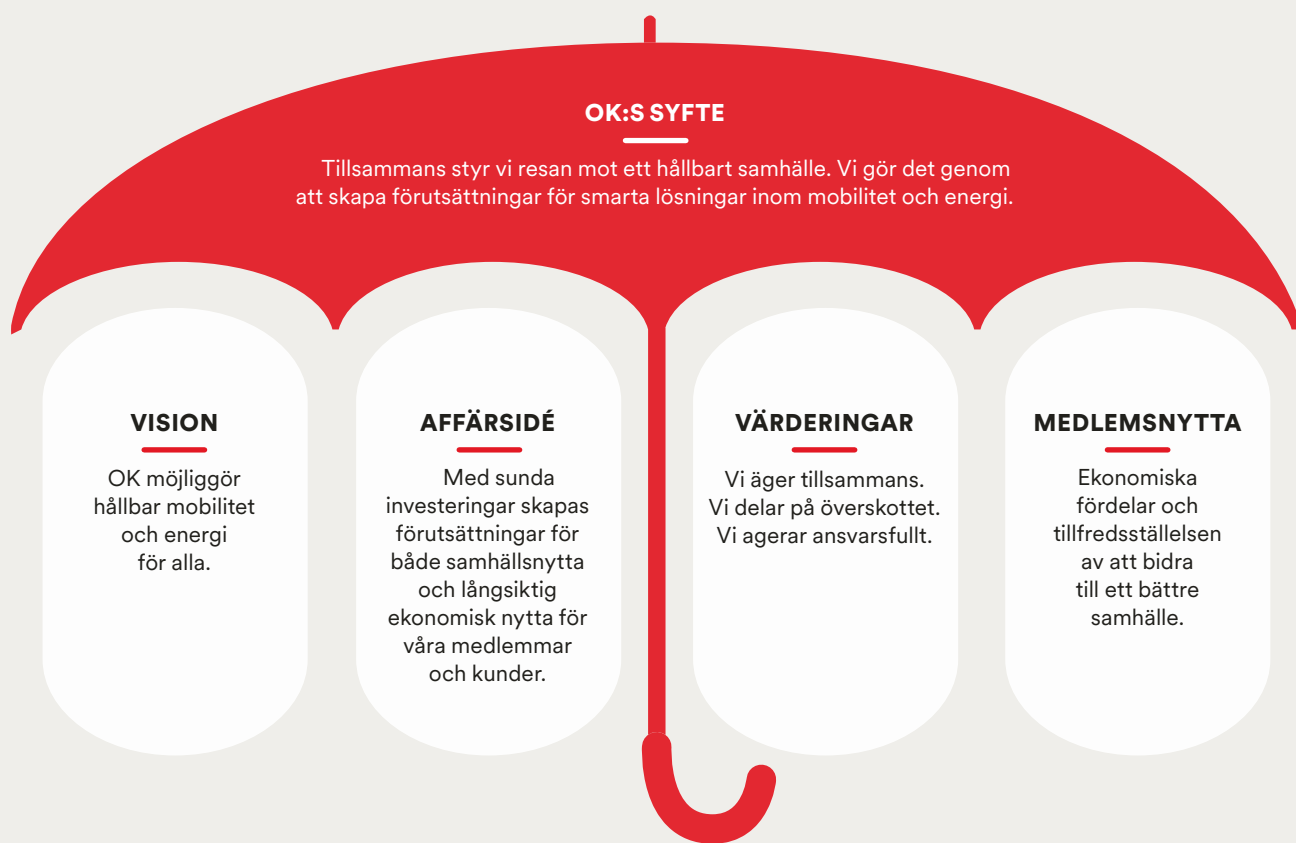 OK:S SYFTE
Tillsammans styr vi resan mot ett hållbart samhälle. Vi gör det genom
att skapa förutsättningar för smarta lösningar inom mobilitet och energi.
VISION
OK möjliggör
hållbar mobilitet
och energi
för alla.
AFFÄRSIDÉ
Med sunda
investeringar skapas
förutsättningar för
både samhällsnytta
och långsiktig
ekonomisk nytta för
våra medlemmar
och kunder.
VÄRDERINGAR
Vi äger tillsammans.
Vi delar på överskottet.
Vi agerar ansvarsfullt.
MEDLEMSNYTTA
Ekonomiska
fördelar och
tillfredsställelsen
av att bidra
till ett bättre
samhälle.